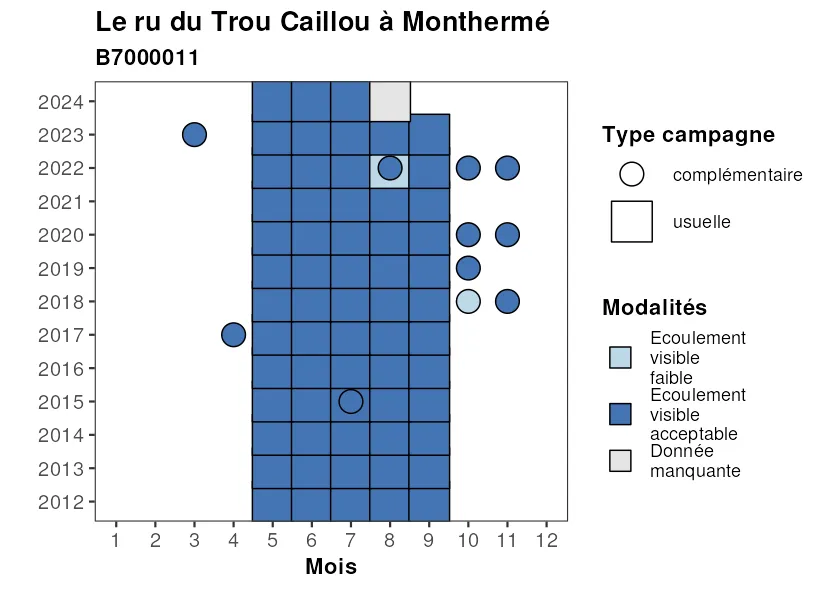 Le ru du Trou Caillou à Monthermé
B7000011
2024
2023
2022
2021
2020
2019
2018
2017
2016
2015
2014
2013
2012
1 2 3 4 5 6 7 8 9 10 11 12
Mois
Type campagne
complémentaire
usuelle
Modalités
Ecoulement
visible
faible
Ecoulement
visible
acceptable
Donnée
manquante